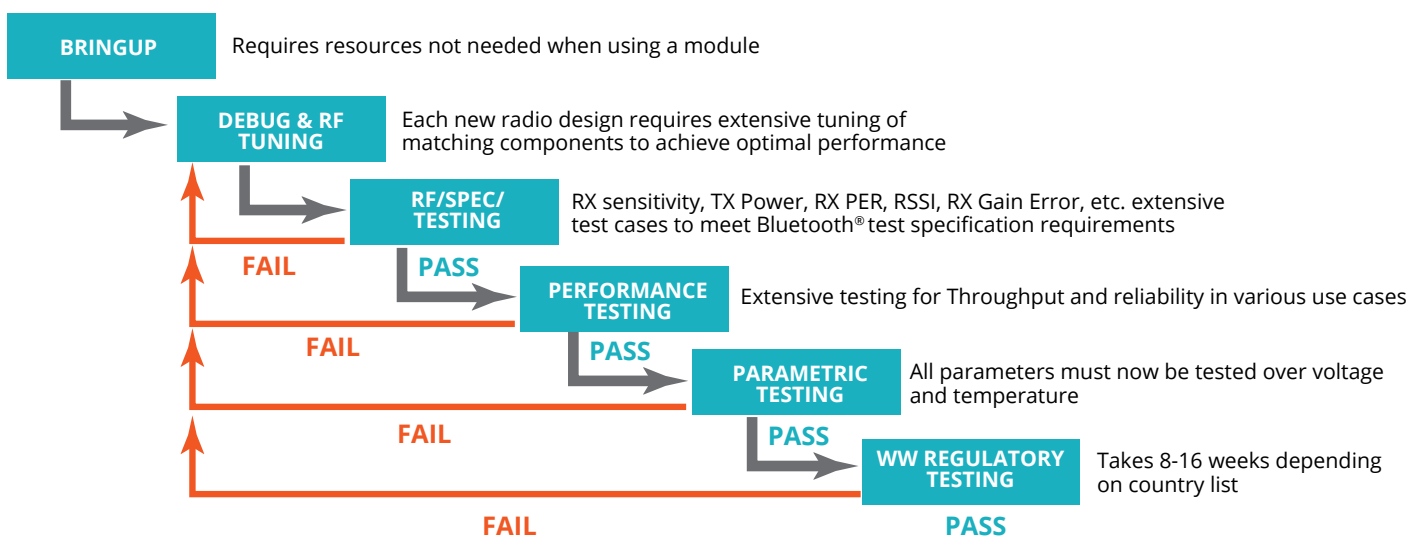 BRINGUP
Requires resources not needed when using a module
DEBUG & RF
TUNING
Each new radio design requires extensive tuning of
matching components to achieve optimal performance
RF/SPEC/
TESTING
RX sensitivity, TX Power, RX PER, RSSI, RX Gain Error, etc. extensive
test cases to meet Bluetooth® test specification requirements
FAIL
PASS
PERFORMANCE
TESTING
Extensive testing for Throughput and reliability in various use cases
FAIL
PASS
PARAMETRIC
TESTING
All parameters must now be tested over voltage
and temperature
FAIL
PASS
WW REGULATORY
TESTING
Takes 8-16 weeks depending
on country list
FAIL
PASS